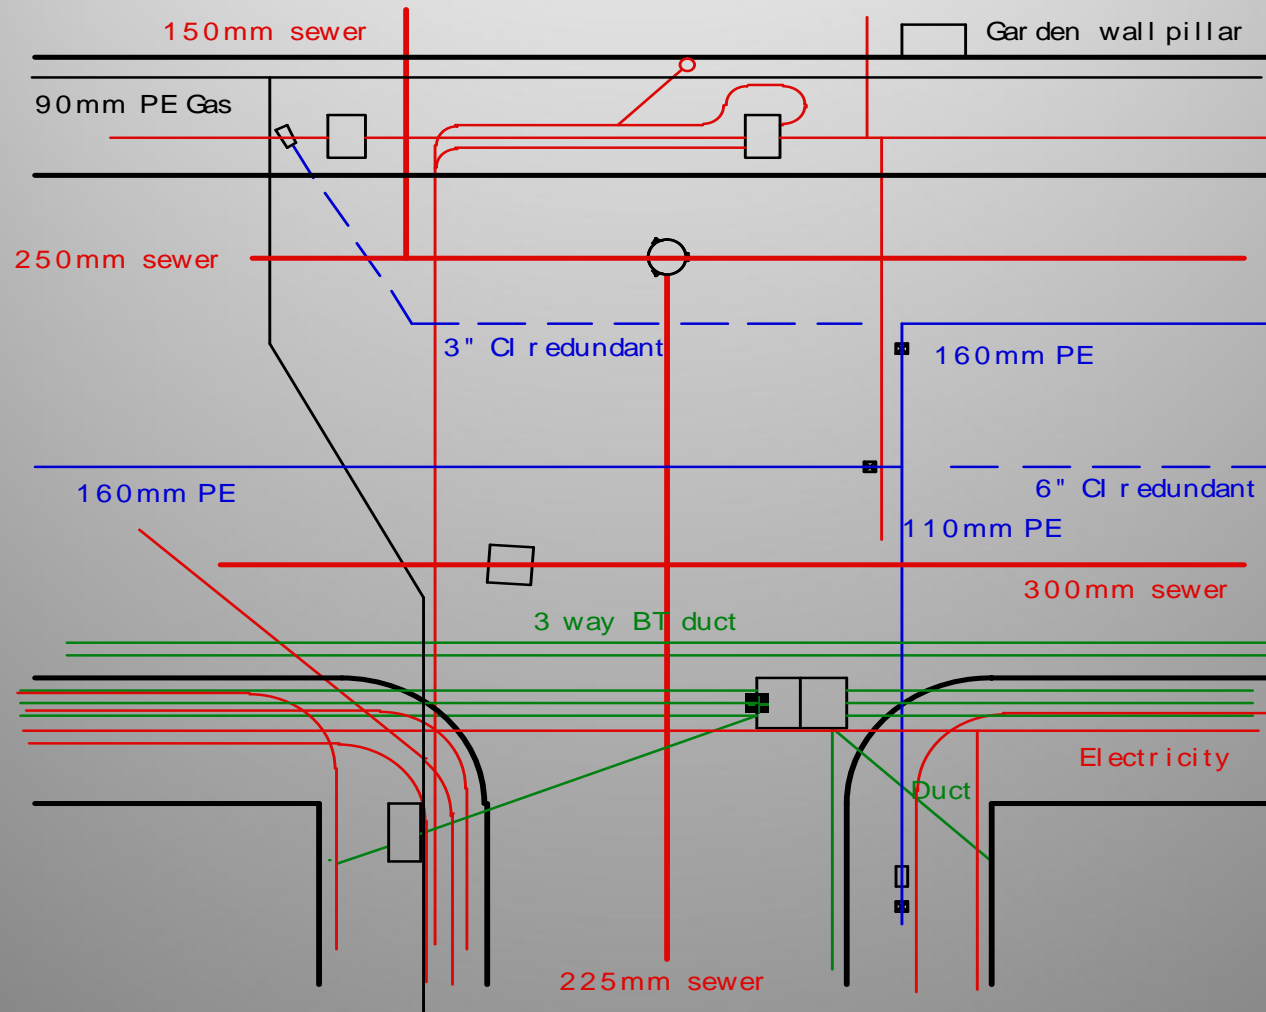 150mm sewer
Garden wall pillar
90mm PE Gas
250mm sewer
3" CI redundant
160mm PE
160mm PE
6" CI redundant
110mm PE
300mm sewer
3 way BT duct
Electricity
Duct
225mm sewer